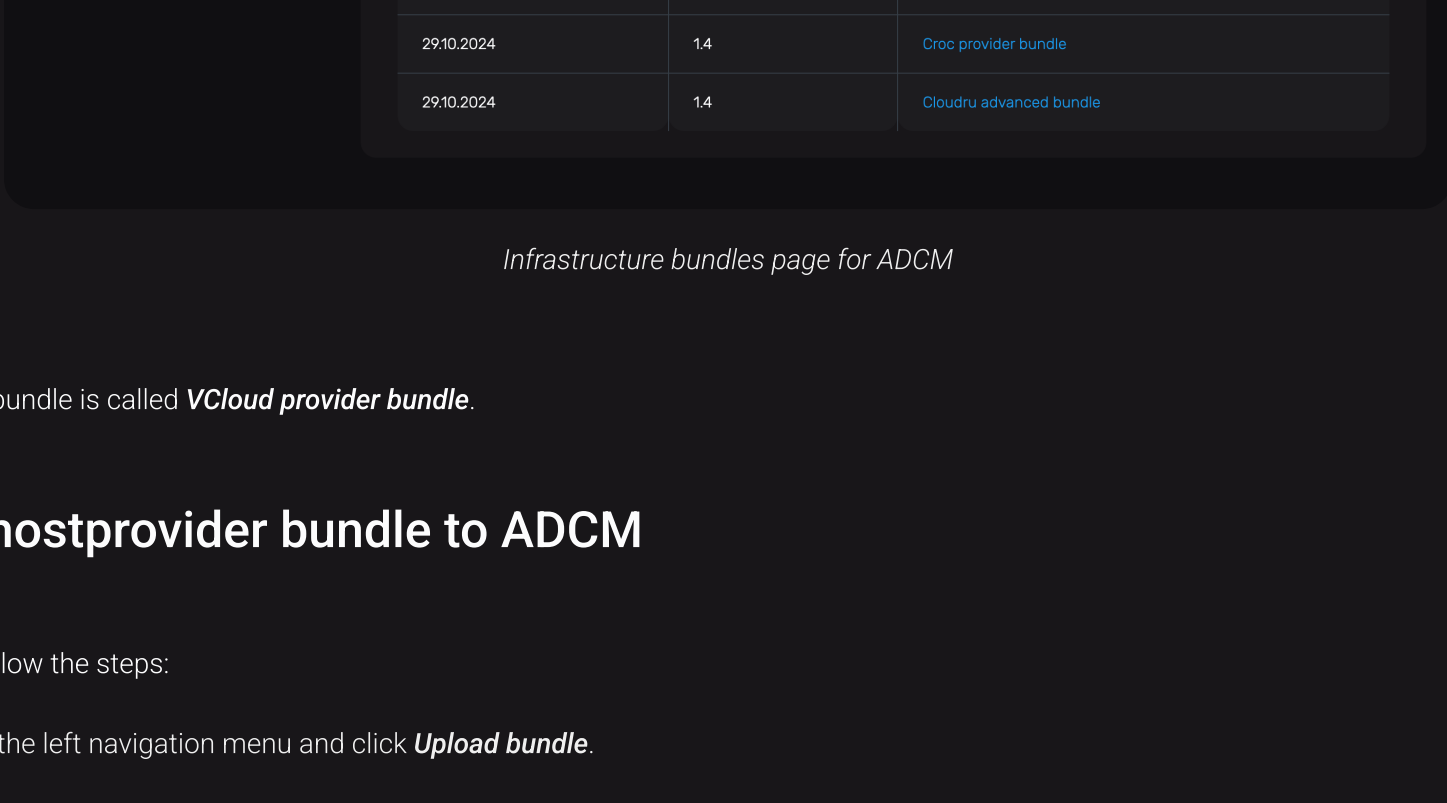 29.10.2024 1.4 Croc provider bundle
29.10.2024 1.4 Cloudru advanced bundle
Infrastructure bundles page for ADCM
bundle is called VCloud provider bundle.
hostprovider bundle to ADCM
low the steps:
the left navigation menu and click Upload bundle.